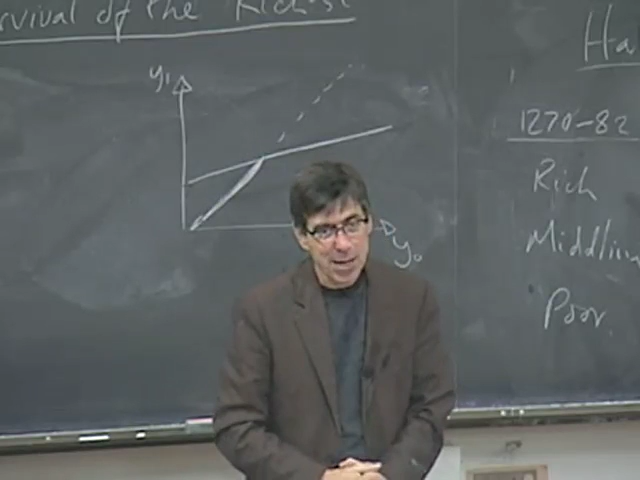 rvival of the Richest
Ha
y₁
1270-82
Rich
y₀
Middlin
Poor